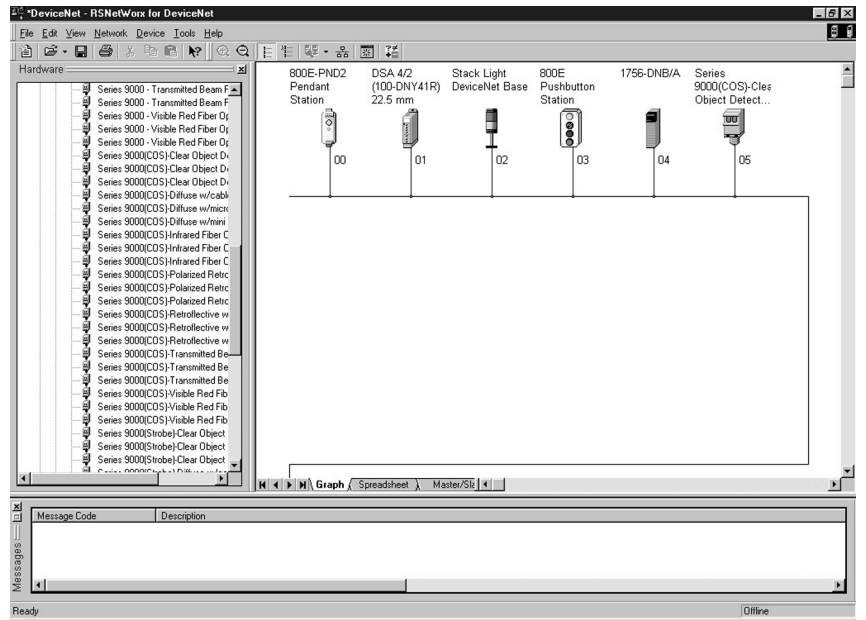 *DeviceNet - RSNetWorx for DeviceNet
File Edit View Network Device Tools Help
Hardware
Series 9000 - Transmitted Beam F
Series 9000 - Transmitted Beam F
Series 9000 - Visible Red Fiber Op
Series 9000 - Visible Red Fiber Op
Series 9000 - Visible Red Fiber Op
Series 9000(COS)-Clear Object De
Series 9000(COS)-Clear Object De
Series 9000(COS)-Clear Object De
Series 9000(COS)-Diffuse w/cable
Series 9000(COS)-Diffuse w/micro
Series 9000(COS)-Diffuse w/mini
Series 9000(COS)-Infrared Fiber O
Series 9000(COS)-Infrared Fiber O
Series 9000(COS)-Infrared Fiber O
Series 9000(COS)-Polarized Retro
Series 9000(COS)-Polarized Retro
Series 9000(COS)-Polarized Retro
Series 9000(COS)-Retroflective w
Series 9000(COS)-Retroflective w
Series 9000(COS)-Retroflective w
Series 9000(COS)-Transmitted Be
Series 9000(COS)-Transmitted Be
Series 9000(COS)-Transmitted Be
Series 9000(COS)-Visible Red Fib
Series 9000(COS)-Visible Red Fib
Series 9000(COS)-Visible Red Fib
Series 9000(Strobe)-Clear Object
Series 9000(Strobe)-Clear Object
Series 9000(Strobe)-Clear Object
800E-PND2
Pendant
Station
00
DSA 4/2
(100-DNY41R)
22.5 mm
01
Stack Light
DeviceNet Base
02
800E
Pushbutton
Station
03
1756-DNB/A
04
Series
9000(COS)-Clea
Object Detect...
05
Graph Spreadsheet Master/Sla
Messages
Message Code Description
Ready Offline